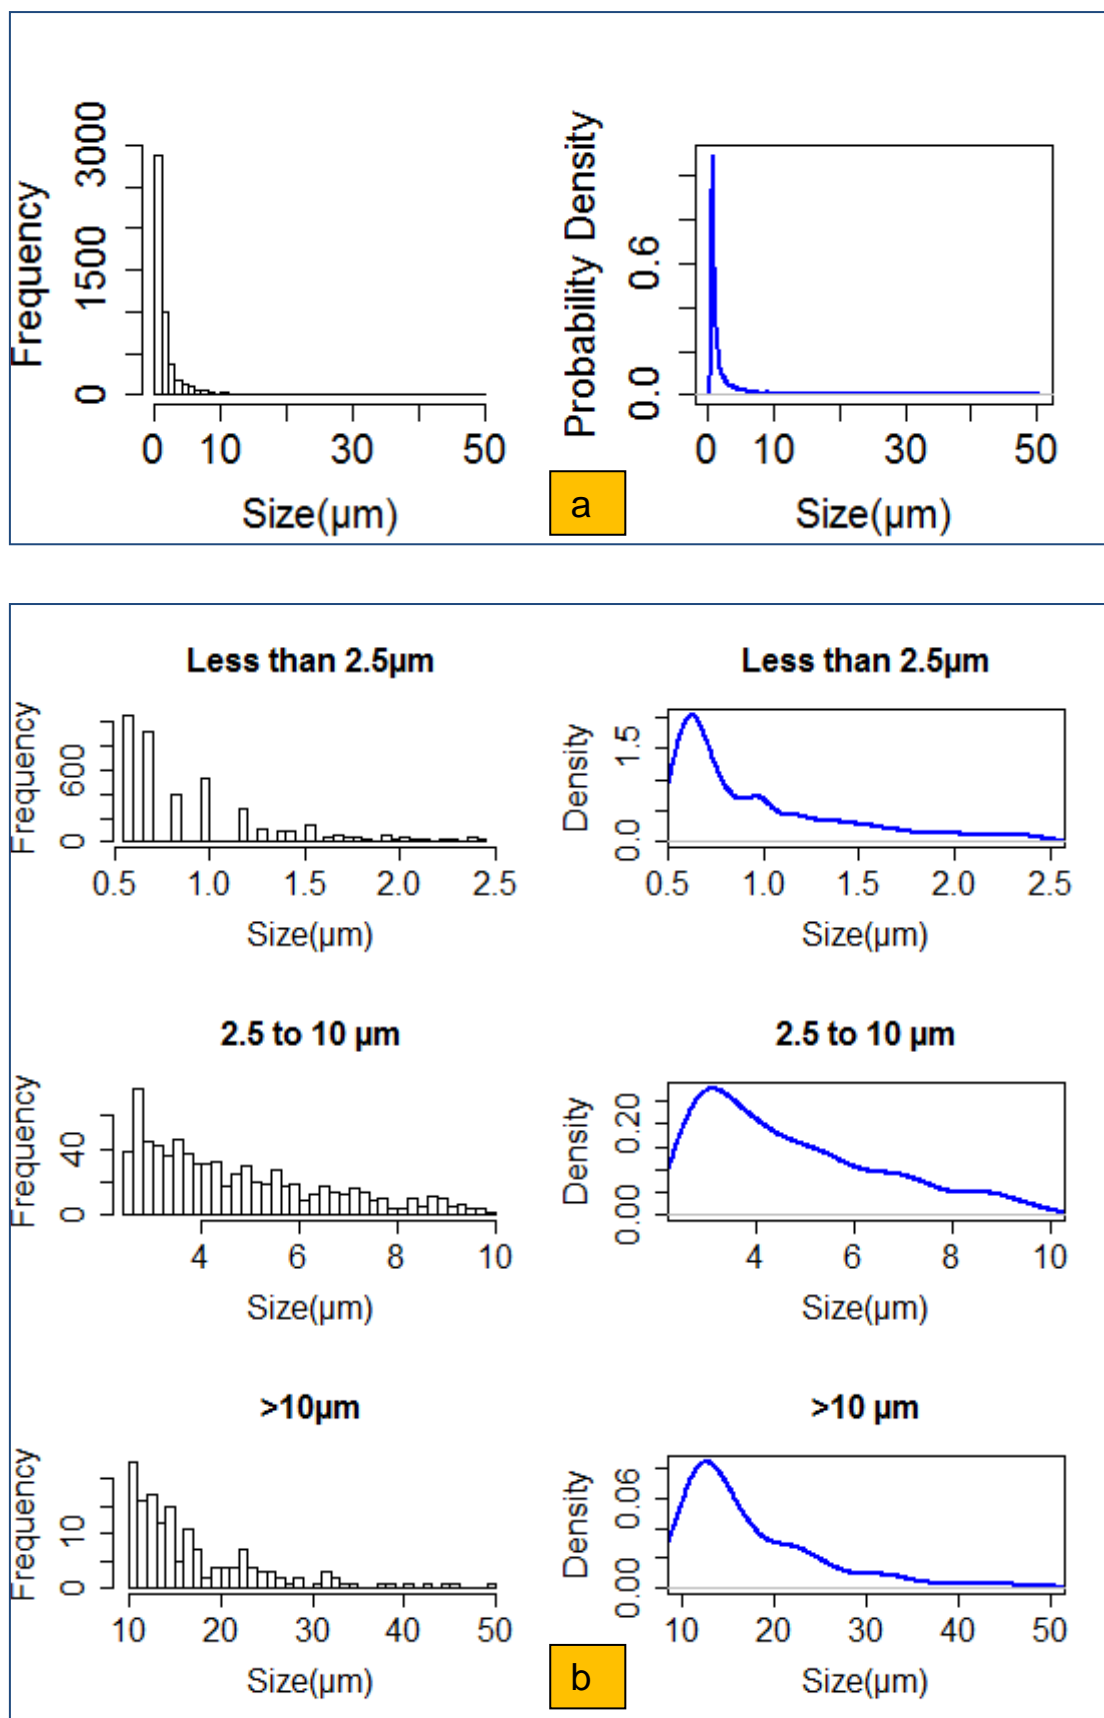 Frequency
3000
1500
0
0 10 30 50
Size(µm)
Probability Density
0.6
0.0
0 10 30 50
Size(µm)
a
Less than 2.5µm
Frequency
600
0
0.5 1.0 1.5 2.0 2.5
Size(µm)
Less than 2.5µm
Density
1.5
0.0
0.5 1.0 1.5 2.0 2.5
Size(µm)
2.5 to 10 µm
Frequency
40
0
4 6 8 10
Size(µm)
2.5 to 10 µm
Density
0.20
0.00
4 6 8 10
Size(µm)
>10µm
Frequency
10
0
10 20 30 40 50
Size(µm)
>10 µm
Density
0.06
0.00
10 20 30 40 50
Size(µm)
b